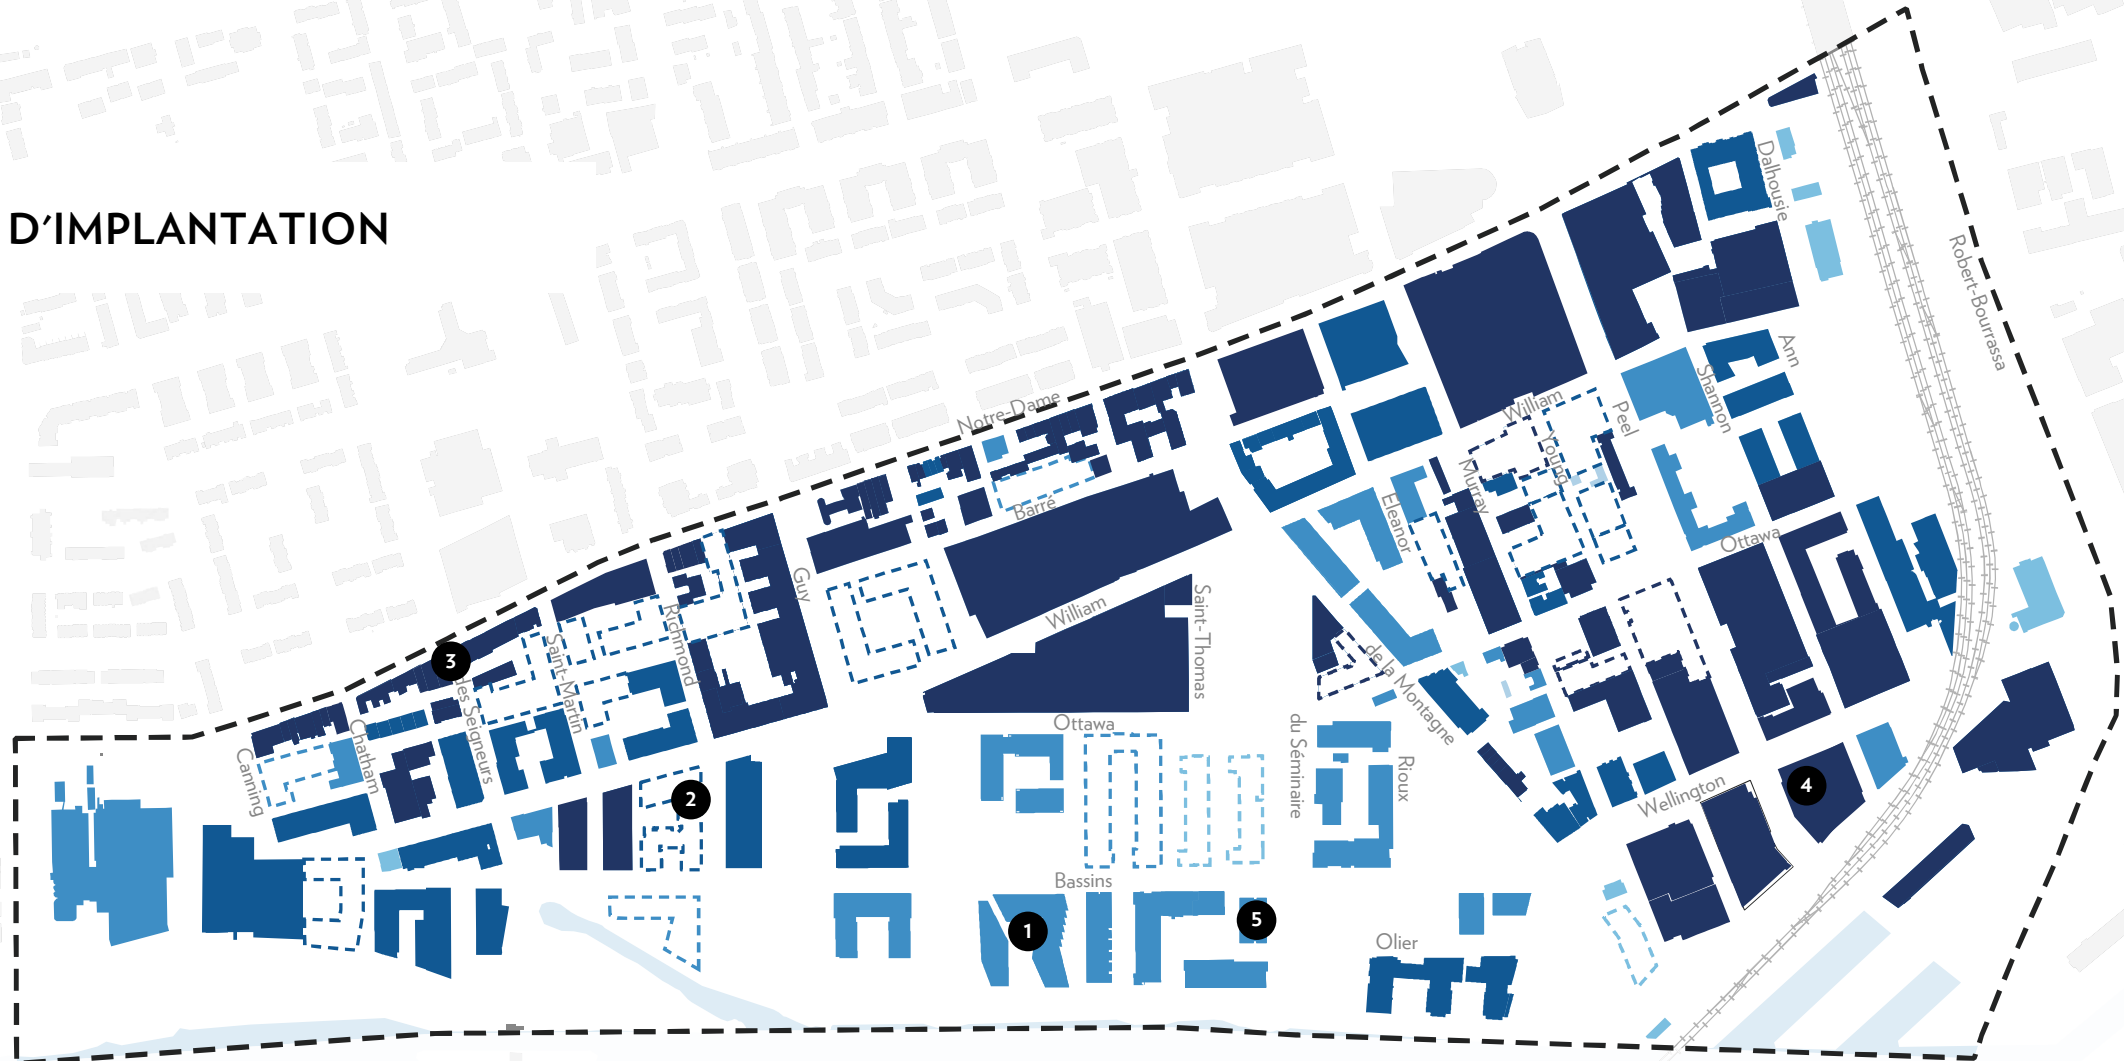 D'IMPLANTATION
Dalhousie
Robert-Bourrassa
Ann
Shannon
Peel
William
Young
Notre-Dame
Murray
Eleanor
Barré
Ottawa
Guy
William
Saint-Thomas
Richmond
Saint-Martin
3
des Seigneurs
de la Montagne
Chatham
Canning
Ottawa
du Séminaire
Rioux
Wellington
4
2
Bassins
1
5
Olier